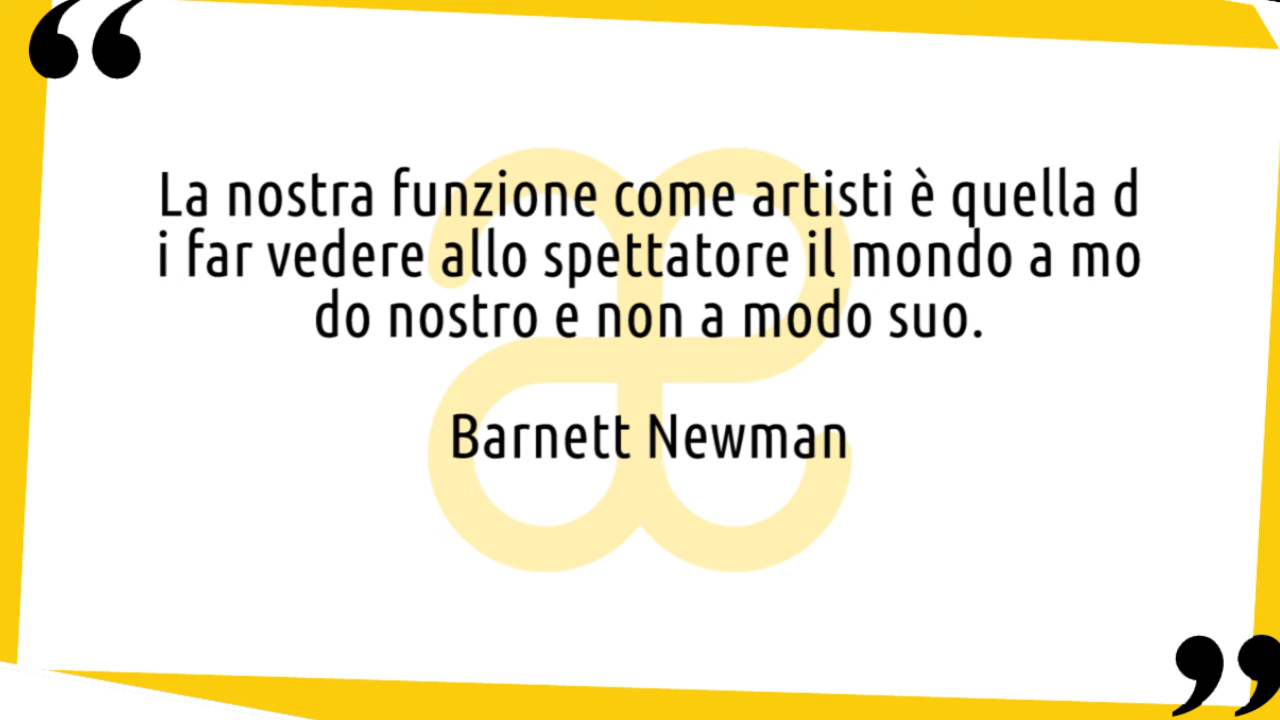 La nostra funzione come artisti è quella d
i far vedere allo spettatore il mondo a mo
do nostro e non a modo suo.
Barnett Newman